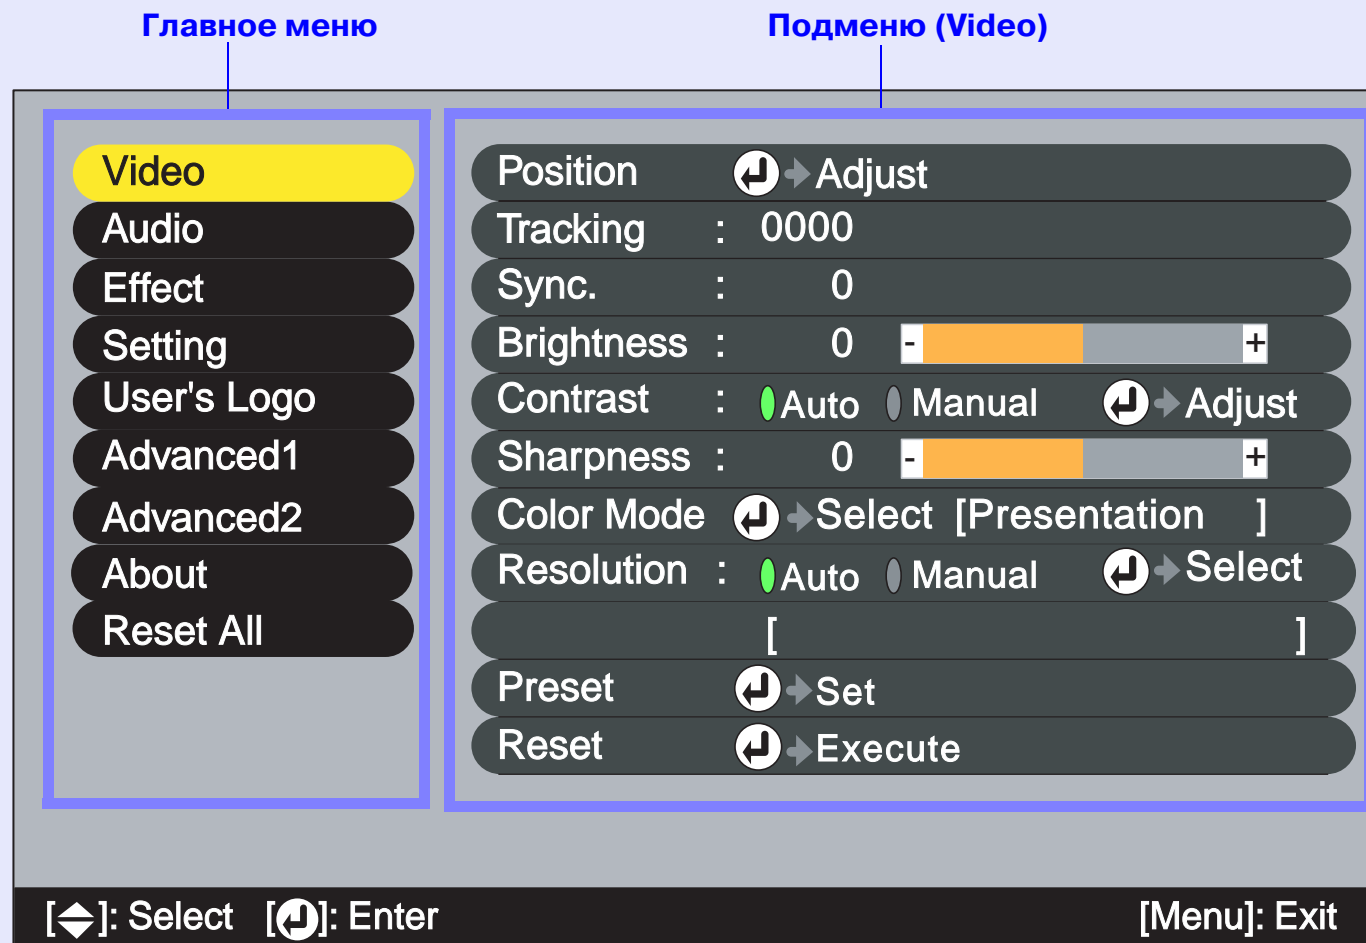 Главное меню
Подменю (Video)
Video
Audio
Effect
Setting
User's Logo
Advanced1
Advanced2
About
Reset All
Position Adjust
Tracking : 0000
Sync. : 0
Brightness : 0 - +
Contrast : Auto Manual Adjust
Sharpness : 0 - +
Color Mode Select [Presentation ]
Resolution : Auto Manual Select
[ ]
Preset Set
Reset Execute
[ ]: Select [ ]: Enter
[Menu]: Exit